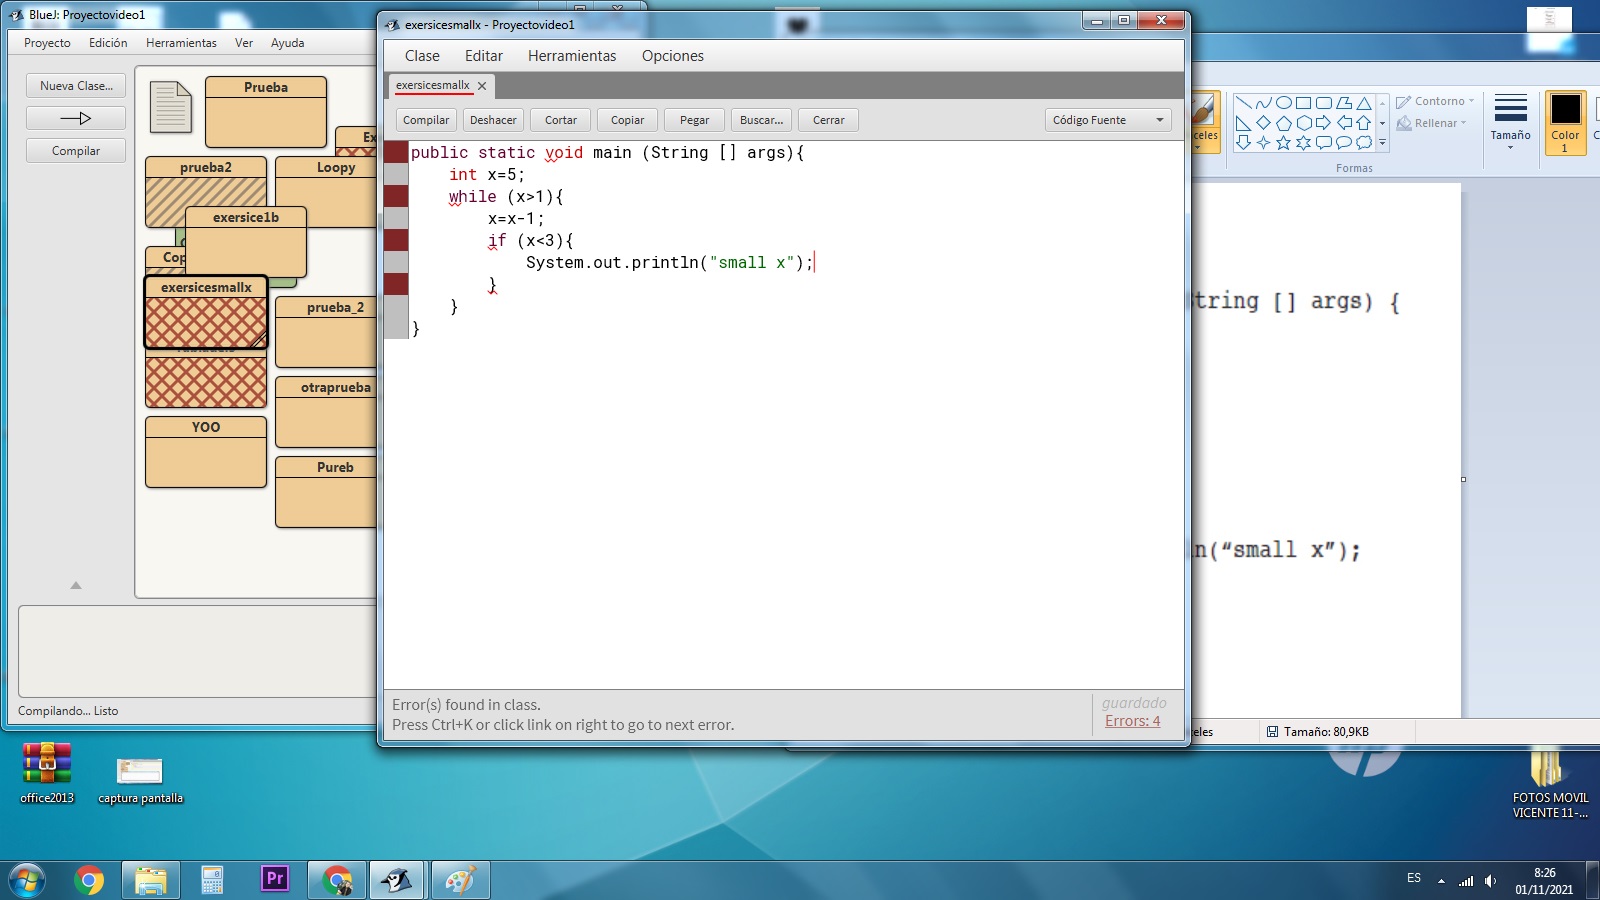 BlueJ: Proyectovideo1
Proyecto
Edición
Herramientas
Ver
Ayuda
Nueva Clase...
Compilar
Prueba
Ex
prueba2
Loopy
exersice1b
Cop
exersicesmallx
prueba_2
otraprueba
YOO
Pureb
Compilando... Listo
exersicesmallx - Proyectovideo1
Clase
Editar
Herramientas
Opciones
exersicesmallx
Compilar
Deshacer
Cortar
Copiar
Pegar
Buscar...
Cerrar
Código Fuente
public static void main (String [] args){
int x=5;
while (x>1){
x=x-1;
if (x<3){
System.out.println("small x");
}
}
}
Error(s) found in class.
Press Ctrl+K or click link on right to go to next error.
guardado
Errors: 4
celes
Contorno
Rellenar
Formas
Tamaño
Color
1
C
String [] args) {
ln(“small x”);
celes
Tamaño: 80,9KB
office2013
captura pantalla
FOTOS MOVIL
VICENTE 11-...
Pr
ES
8:26
01/11/2021